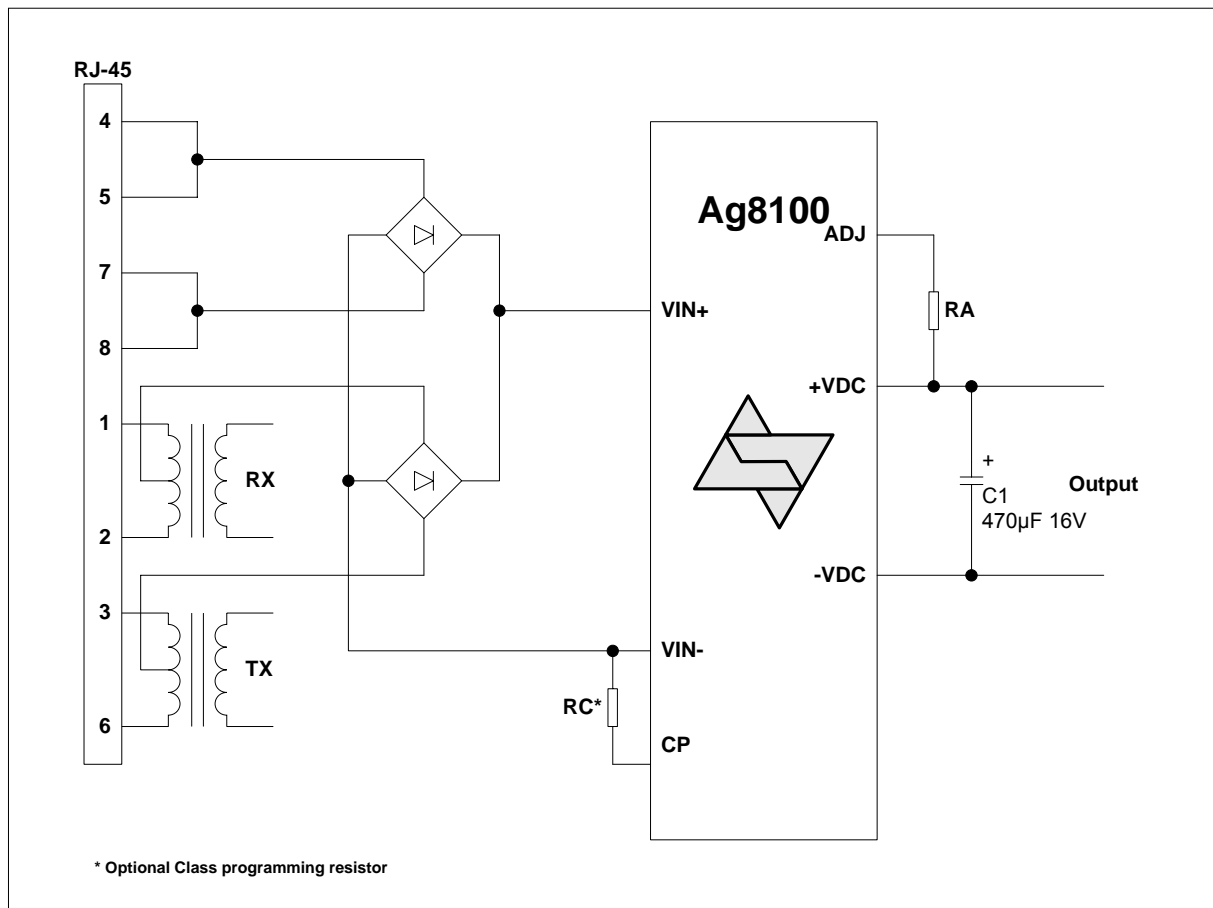 RJ-45
4
5
7
8
1
2
3
6
RX
TX
Ag8100
ADJ
VIN+
+VDC
-VDC
VIN-
CP
RA
RC*
+
C1
470µF 16V
Output
* Optional Class programming resistor